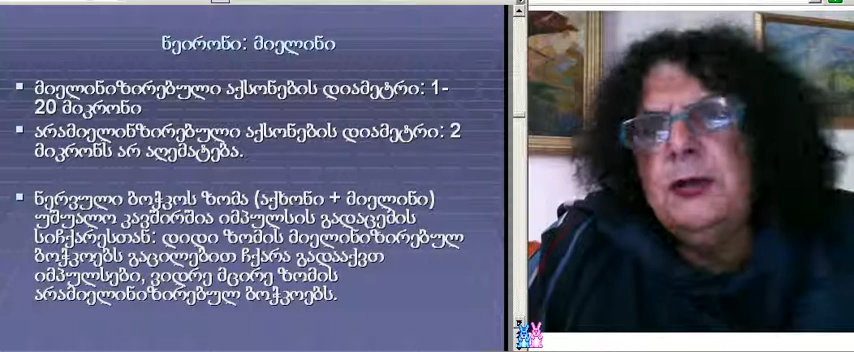 ნეირონი: მიელინი
მიელინიზირებული აქსონების დიამეტრი: 1-
20 მიკრონი
არამიელინზირებული აქსონების დიამეტრი: 2
მიკრონს არ აღემატება.
ნერვული ბოჭკოს ზომა (აქსონი + მიელინი)
უშუალო კავშირშია იმპულსის გადაცემის
სიჩქარესთან: დიდი ზომის მიელინიზირებულ
ბოჭკოებს გაცილებით ჩქარა გადააქვთ
იმპულსები, ვიდრე მცირე ზომის
არამიელინიზირებულ ბოჭკოებს.